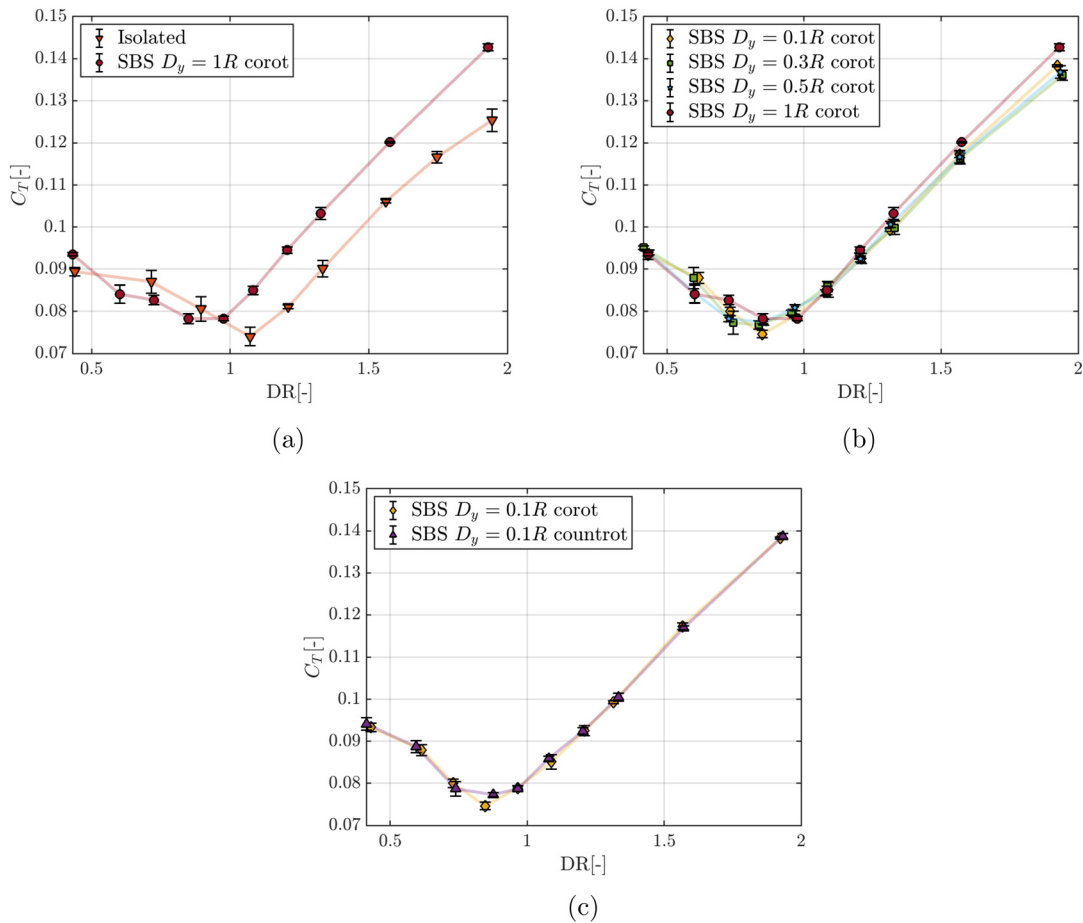 0.15
0.14
0.13
0.12
0.11
0.1
0.09
0.08
0.07
C_T[-]
Isolated
SBS D_y = 1R corot
0.5
1
1.5
2
DR[-]
(a)
0.15
0.14
0.13
0.12
0.11
0.1
0.09
0.08
0.07
C_T[-]
SBS D_y = 0.1R corot
SBS D_y = 0.3R corot
SBS D_y = 0.5R corot
SBS D_y = 1R corot
0.5
1
1.5
2
DR[-]
(b)
0.15
0.14
0.13
0.12
0.11
0.1
0.09
0.08
0.07
C_T[-]
SBS D_y = 0.1R corot
SBS D_y = 0.1R countrot
0.5
1
1.5
2
DR[-]
(c)